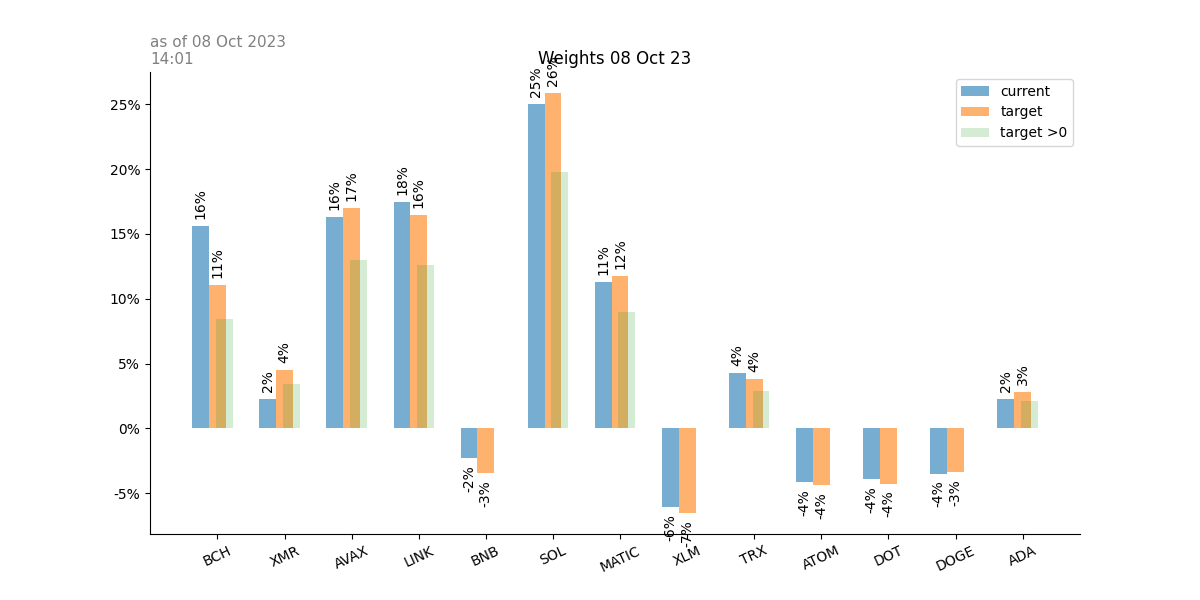 as of 08 Oct 2023
14:01
Weights 08 Oct 23
current
target
target >0
25%
20%
15%
10%
5%
0%
-5%
16%
11%
2%
4%
16%
17%
18%
16%
-2%
-3%
25%
26%
11%
12%
-6%
-7%
4%
4%
-4%
-4%
-4%
-4%
-4%
-3%
2%
3%
BCH
XMR
AVAX
LINK
BNB
SOL
MATIC
XLM
TRX
ATOM
DOT
DOGE
ADA